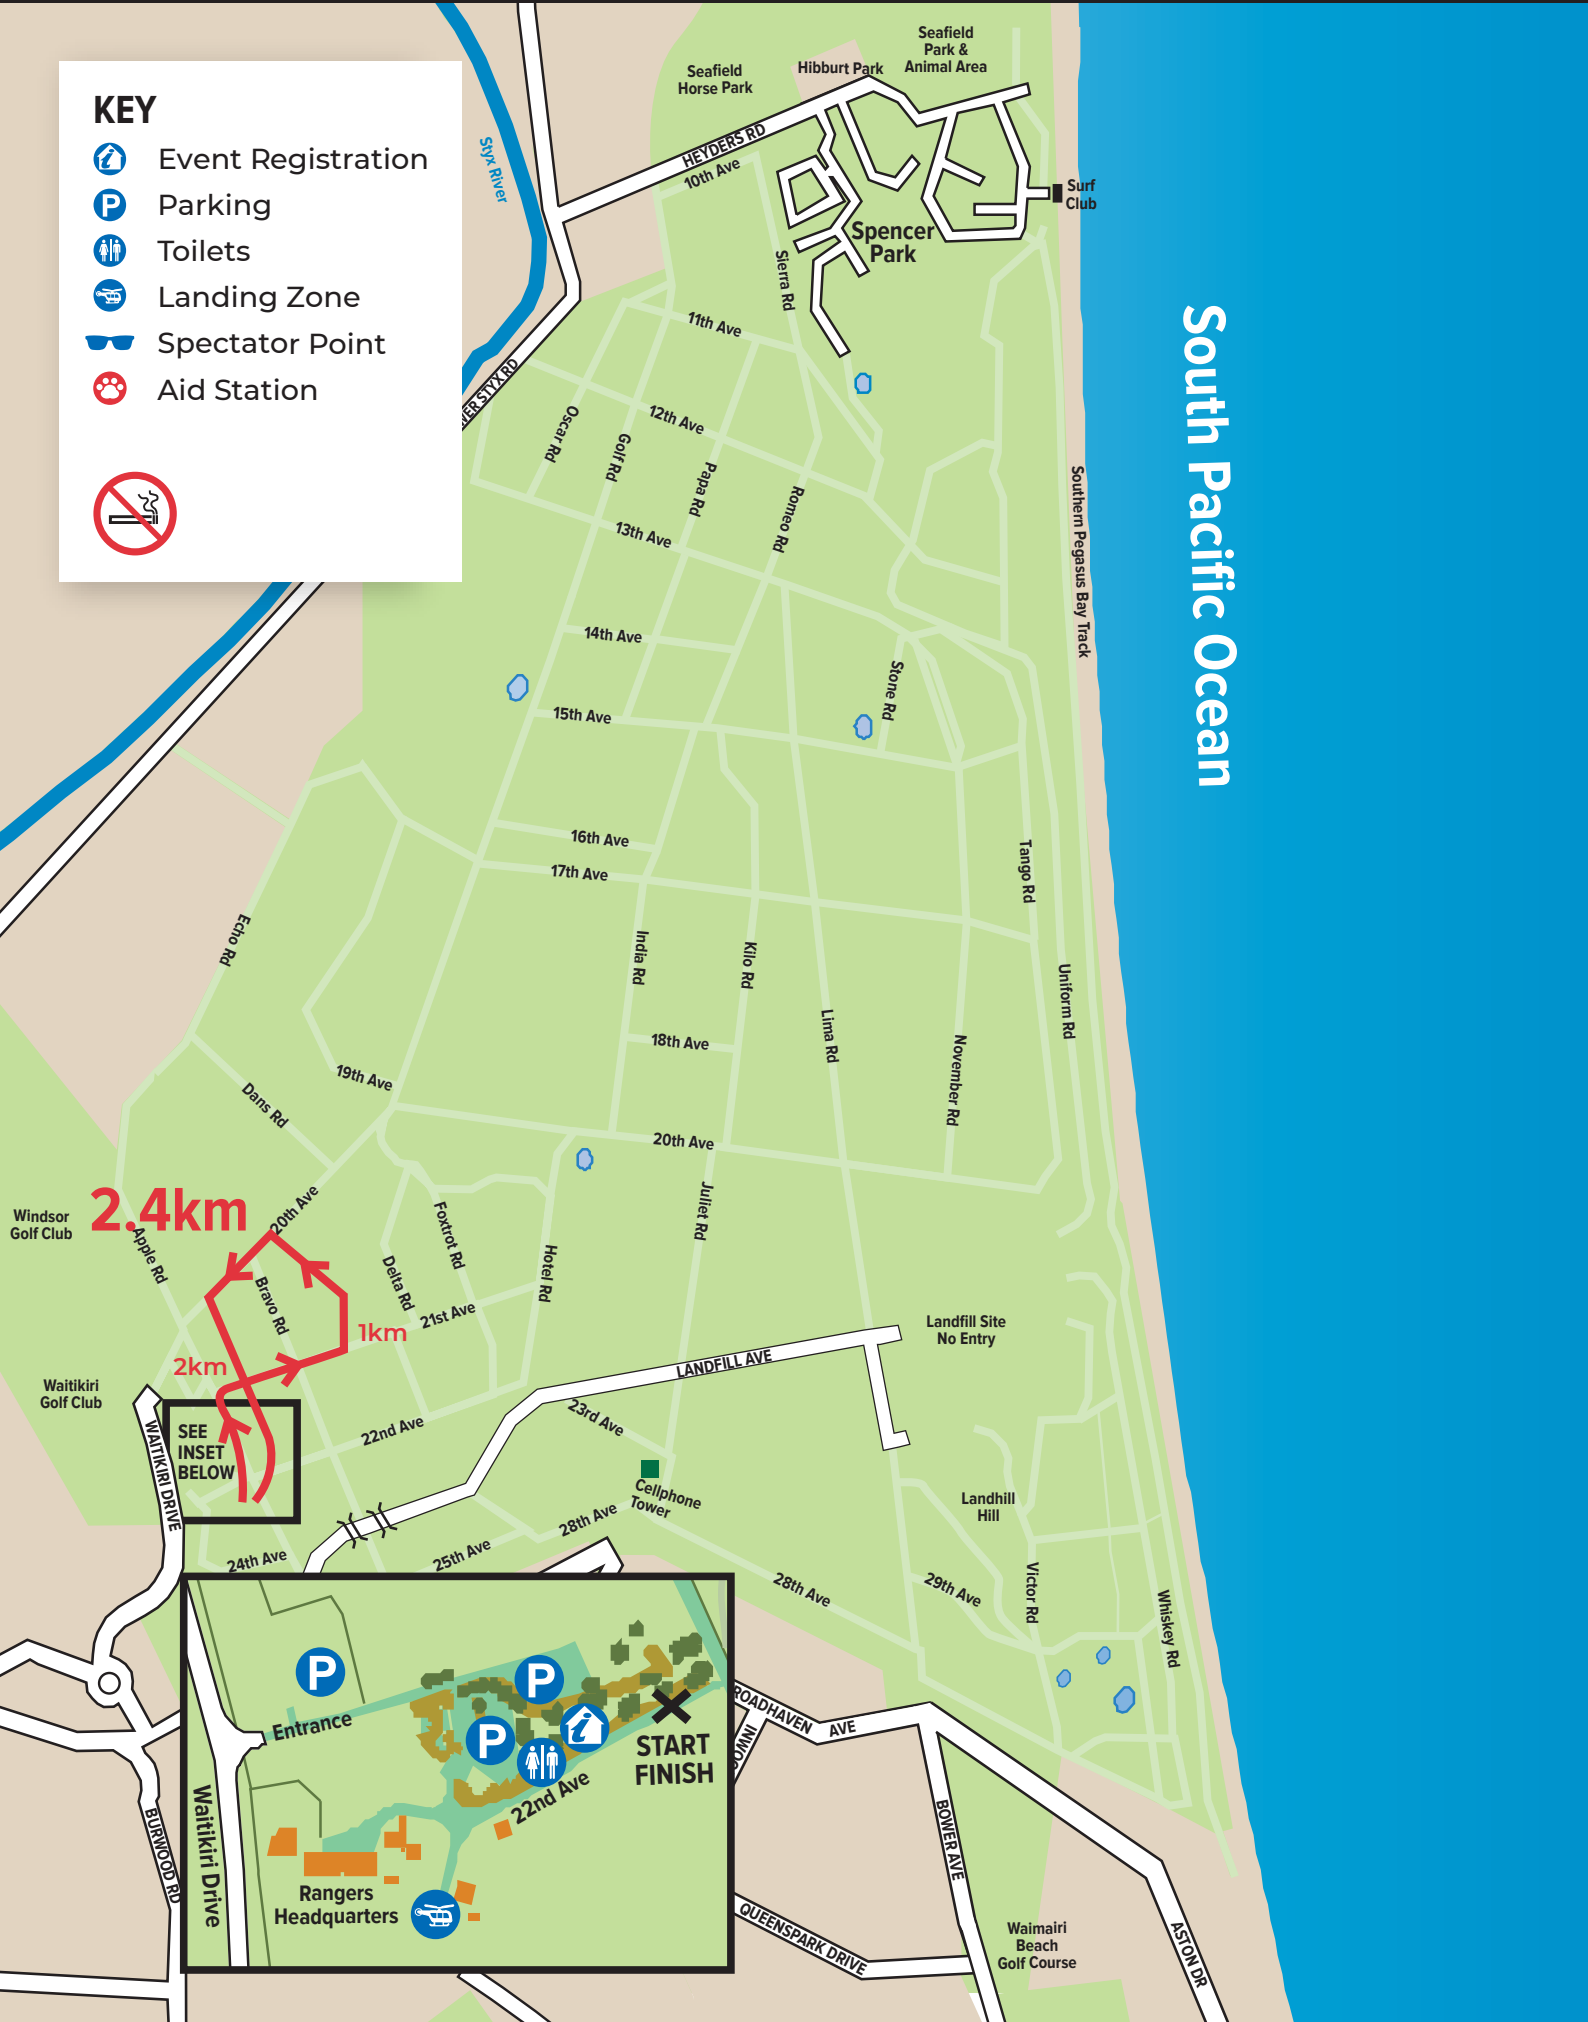 KEY
Event Registration
Parking
Toilets
Landing Zone
Spectator Point
Aid Station
Seafield
Park &
Animal Area
Hibburt Park
Seafield
Horse Park
HEYDERS RD
10th Ave
Styx River
Surf
Club
Spencer
Park
Sierra Rd
11th Ave
South Pacific Ocean
VER STYX RD
Oscar Rd
Golf Rd
12th Ave
Papa Rd
Romeo Rd
13th Ave
Southern Pegasus Bay Track
14th Ave
Stone Rd
15th Ave
16th Ave
17th Ave
Tango Rd
Echo Rd
India Rd
Kilo Rd
Uniform Rd
Lima Rd
18th Ave
November Rd
19th Ave
Dans Rd
20th Ave
Juliet Rd
2.4km
20th Ave
Windsor
Golf Club
Apple Rd
Bravo Rd
Delta Rd
Foxtrot Rd
Hotel Rd
21st Ave
1km
2km
Landfill Site
No Entry
LANDFILL AVE
Waitikiri
Golf Club
WAITIKIRI DRIVE
SEE
INSET
BELOW
22nd Ave
23rd Ave
Cellphone
Tower
28th Ave
25th Ave
24th Ave
Landhill
Hill
28th Ave
29th Ave
Victor Rd
Whiskey Rd
P
P
P
Entrance
START
FINISH
22nd Ave
Waitikiri Drive
Rangers
Headquarters
BURWOOD RD
ROADHAVEN AVE
DOMNI
BOWER AVE
QUEENSPARK DRIVE
Waimairi
Beach
Golf Course
ASTON DR